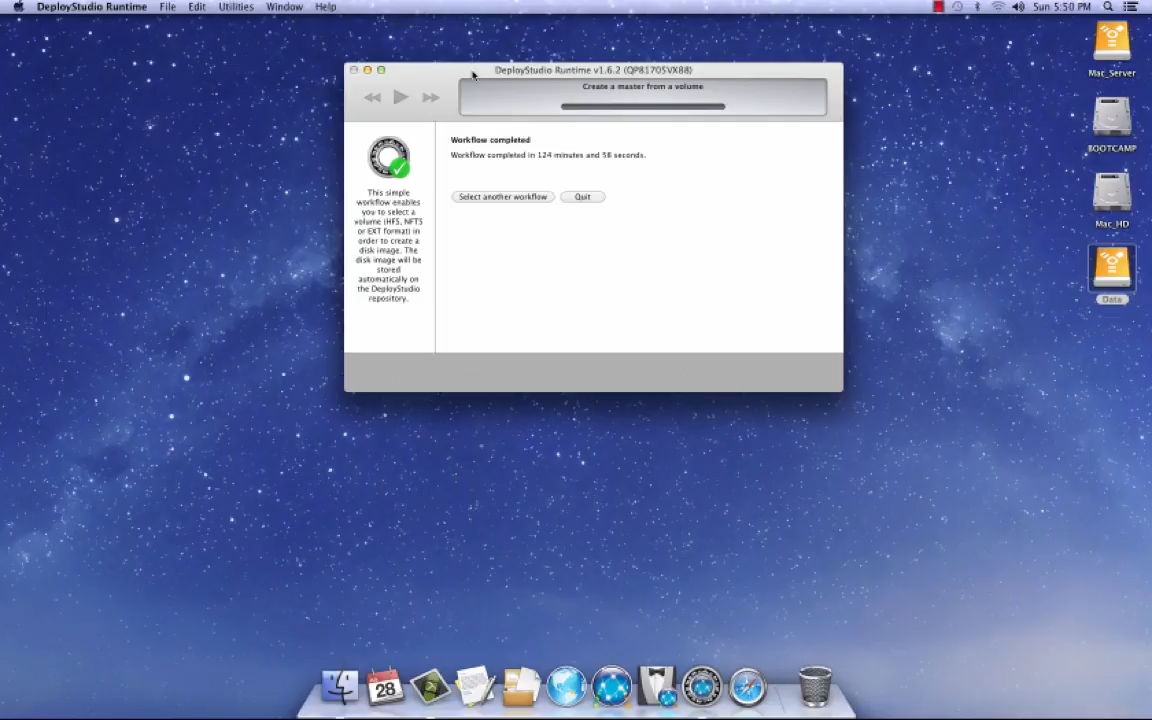 DeployStudio Runtime File Edit Utilities Window Help
Sun 5:50 PM
DeployStudio Runtime v1.6.2 (QP81705VX88)
Create a master from a volume
Workflow completed
Workflow completed in 124 minutes and 58 seconds.
Select another workflow Quit
This simple
workflow enables
you to select a
volume (HFS, NFTS
or EXT format) in
order to create a
disk image. The
disk image will be
stored
automatically on
the DeployStudio
repository.
Mac_Server
BOOTCAMP
Mac_HD
Data
28